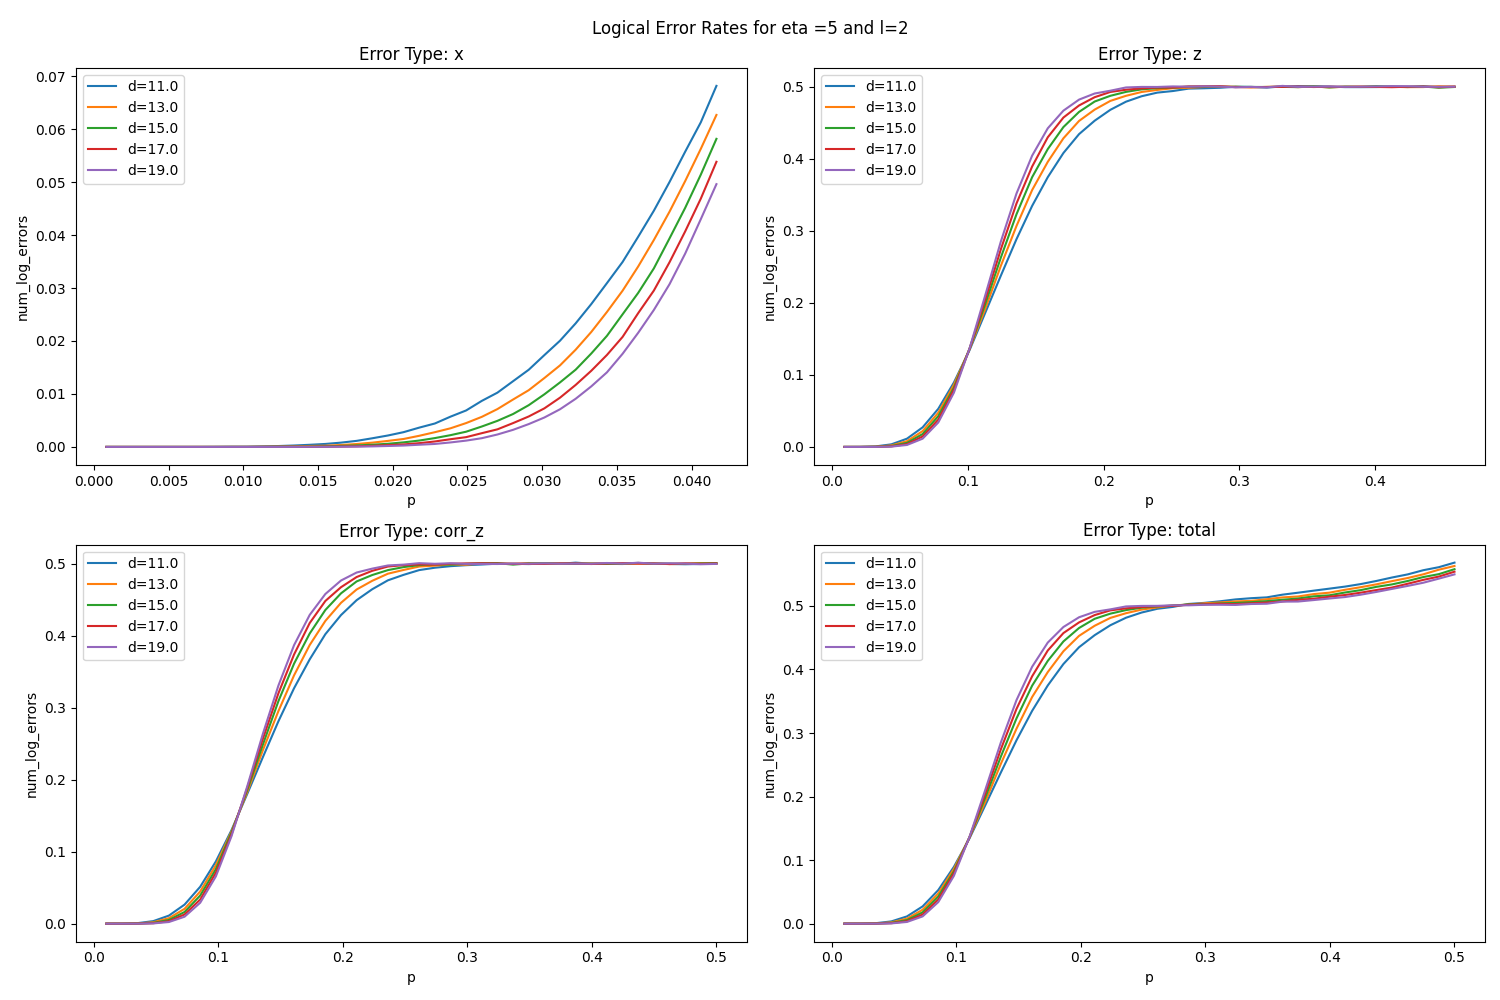 Logical Error Rates for eta =5 and l=2
Error Type: x
num_log_errors
0.07
0.06
0.05
0.04
0.03
0.02
0.01
0.00
d=11.0
d=13.0
d=15.0
d=17.0
d=19.0
0.000 0.005 0.010 0.015 0.020 0.025 0.030 0.035 0.040
p
Error Type: z
num_log_errors
0.5
0.4
0.3
0.2
0.1
0.0
d=11.0
d=13.0
d=15.0
d=17.0
d=19.0
0.0 0.1 0.2 0.3 0.4
p
Error Type: corr_z
num_log_errors
0.5
0.4
0.3
0.2
0.1
0.0
d=11.0
d=13.0
d=15.0
d=17.0
d=19.0
0.0 0.1 0.2 0.3 0.4 0.5
p
Error Type: total
num_log_errors
0.5
0.4
0.3
0.2
0.1
0.0
d=11.0
d=13.0
d=15.0
d=17.0
d=19.0
0.0 0.1 0.2 0.3 0.4 0.5
p